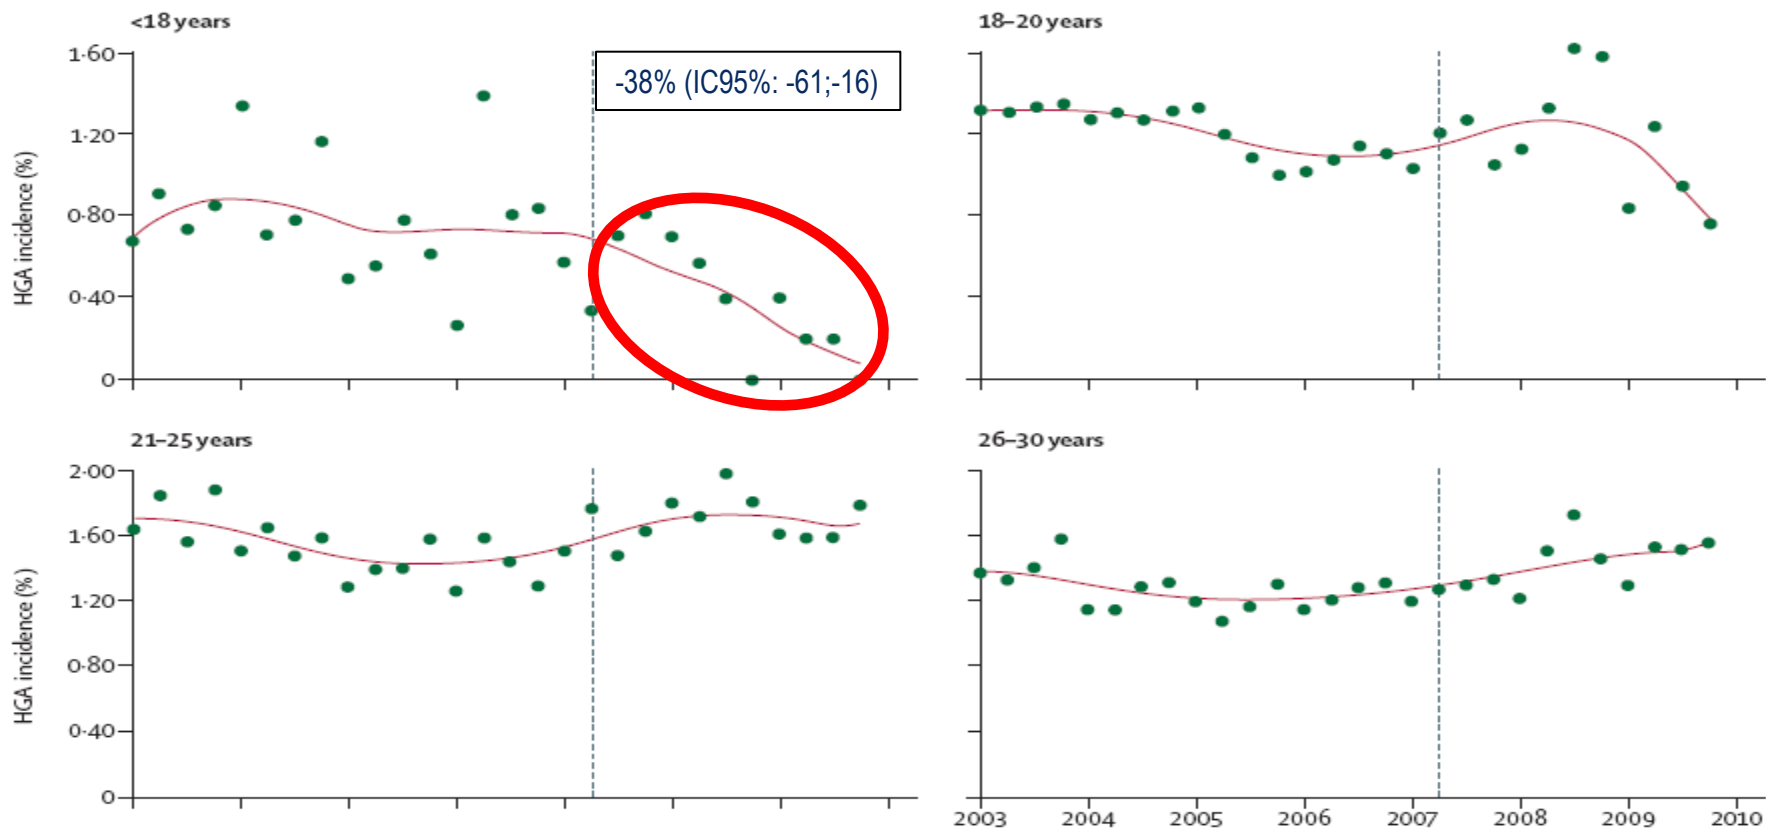 <18 years
18–20 years
1·60
1·20
0·80
0·40
0
HGA incidence (%)
-38% (IC95%: -61;-16)
21–25 years
26–30 years
2·00
1·60
1·20
0·80
0·40
0
HGA incidence (%)
2003 2004 2005 2006 2007 2008 2009 2010